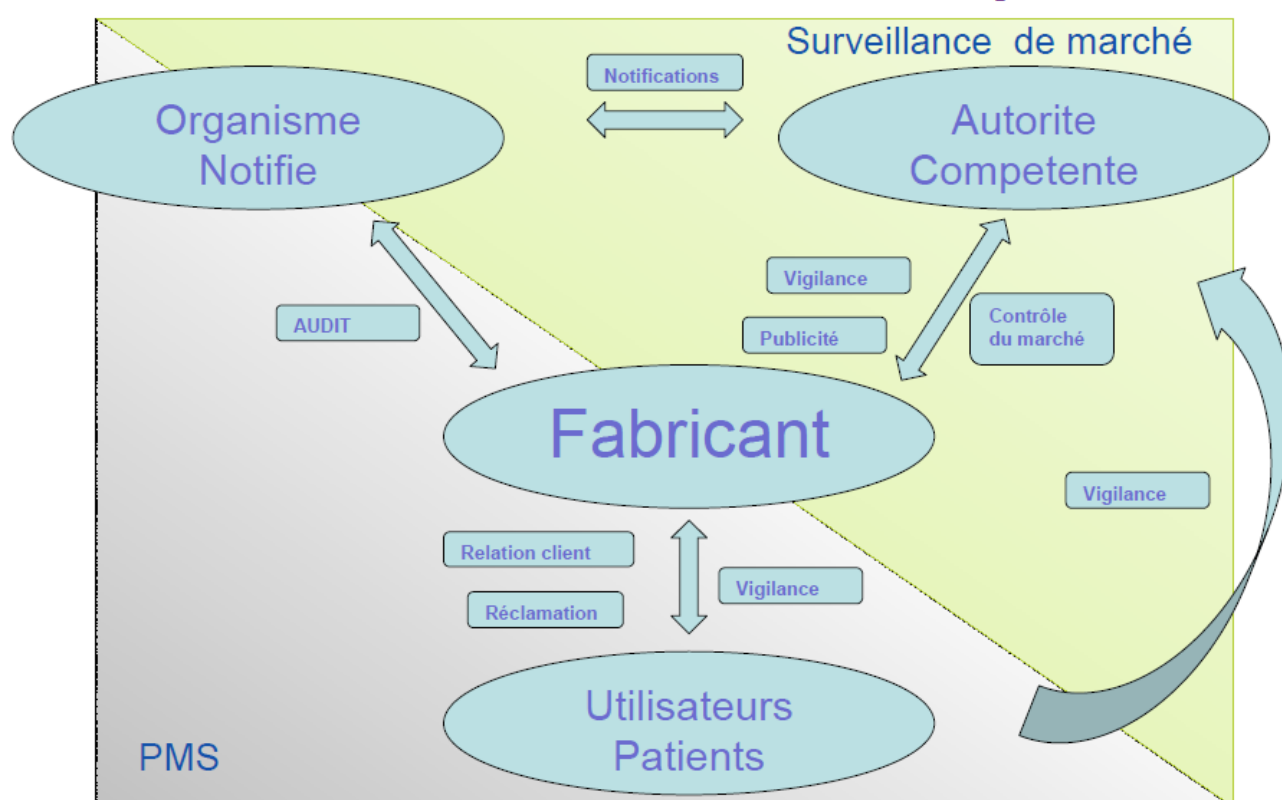 Surveillance de marché
Notifications
Organisme
Notifie
Autorite
Competente
Vigilance
Publicité
Contrôle
du marché
AUDIT
Fabricant
Vigilance
Relation client
Réclamation
Vigilance
Utilisateurs
Patients
PMS